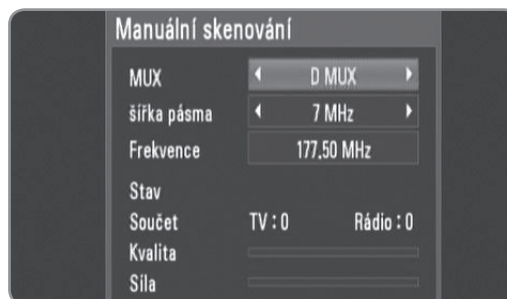 Manuální skenování
MUX D MUX
šířka pásma 7 MHz
Frekvence 177.50 MHz
Stav
Součet TV : 0 Rádio : 0
Kvalita
Síla